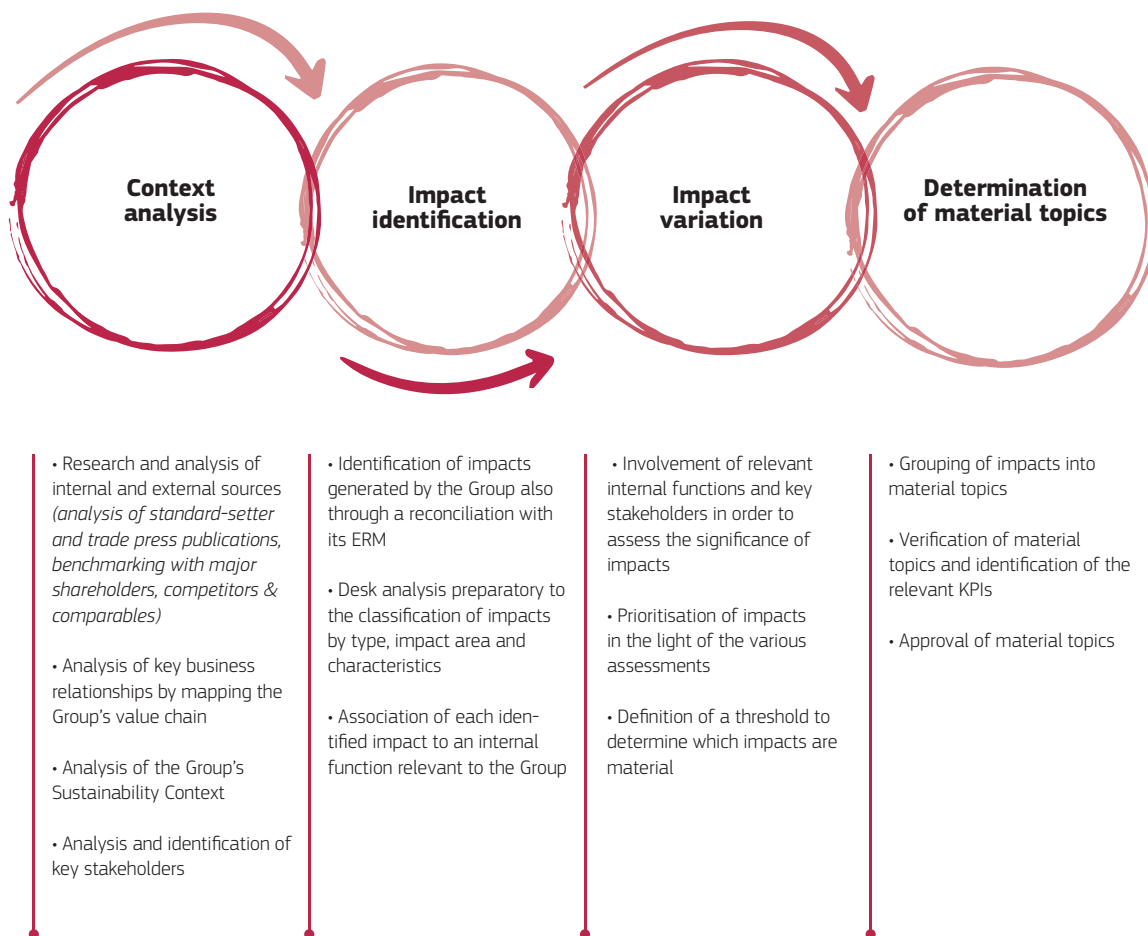 Context
analysis
Impact
identification
Impact
variation
Determination
of material topics
• Research and analysis of
internal and external sources
(analysis of standard-setter
and trade press publications,
benchmarking with major
shareholders, competitors &
comparables)
• Analysis of key business
relationships by mapping the
Group's value chain
• Analysis of the Group's
Sustainability Context
• Analysis and identification of
key stakeholders
• Identification of impacts
generated by the Group also
through a reconciliation with
its ERM
• Desk analysis preparatory to
the classification of impacts
by type, impact area and
characteristics
• Association of each iden-
tified impact to an internal
function relevant to the Group
• Involvement of relevant
internal functions and key
stakeholders in order to
assess the significance of
impacts
• Prioritisation of impacts
in the light of the various
assessments
• Definition of a threshold to
determine which impacts are
material
• Grouping of impacts into
material topics
• Verification of material
topics and identification of the
relevant KPIs
• Approval of material topics